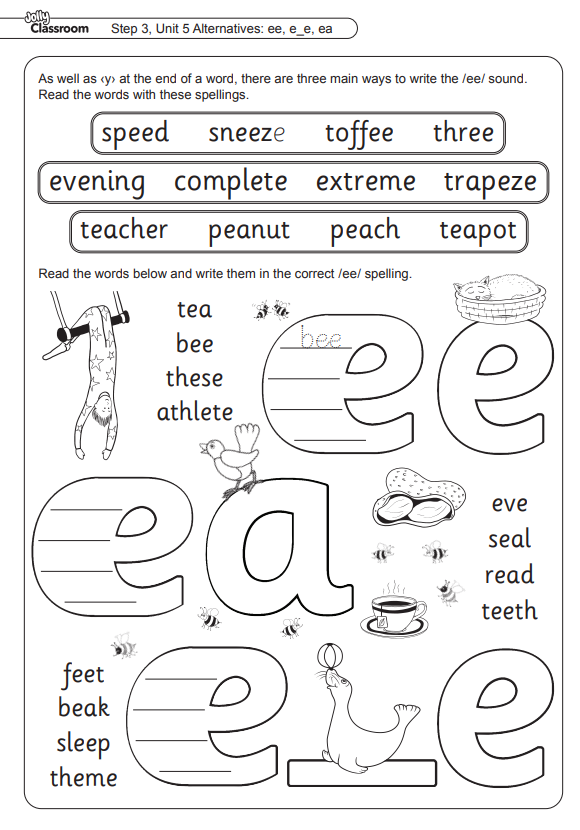 Jolly
Classroom
Step 3, Unit 5 Alternatives: ee, e_e, ea
As well as ‹y› at the end of a word, there are three main ways to write the /ee/ sound.
Read the words with these spellings.
speed sneeze toffee three
evening complete extreme trapeze
teacher peanut peach teapot
Read the words below and write them in the correct /ee/ spelling.
tea
bee
these
athlete
bee
ee
ea
eve
seal
read
teeth
feet
beak
sleep
theme
e_e